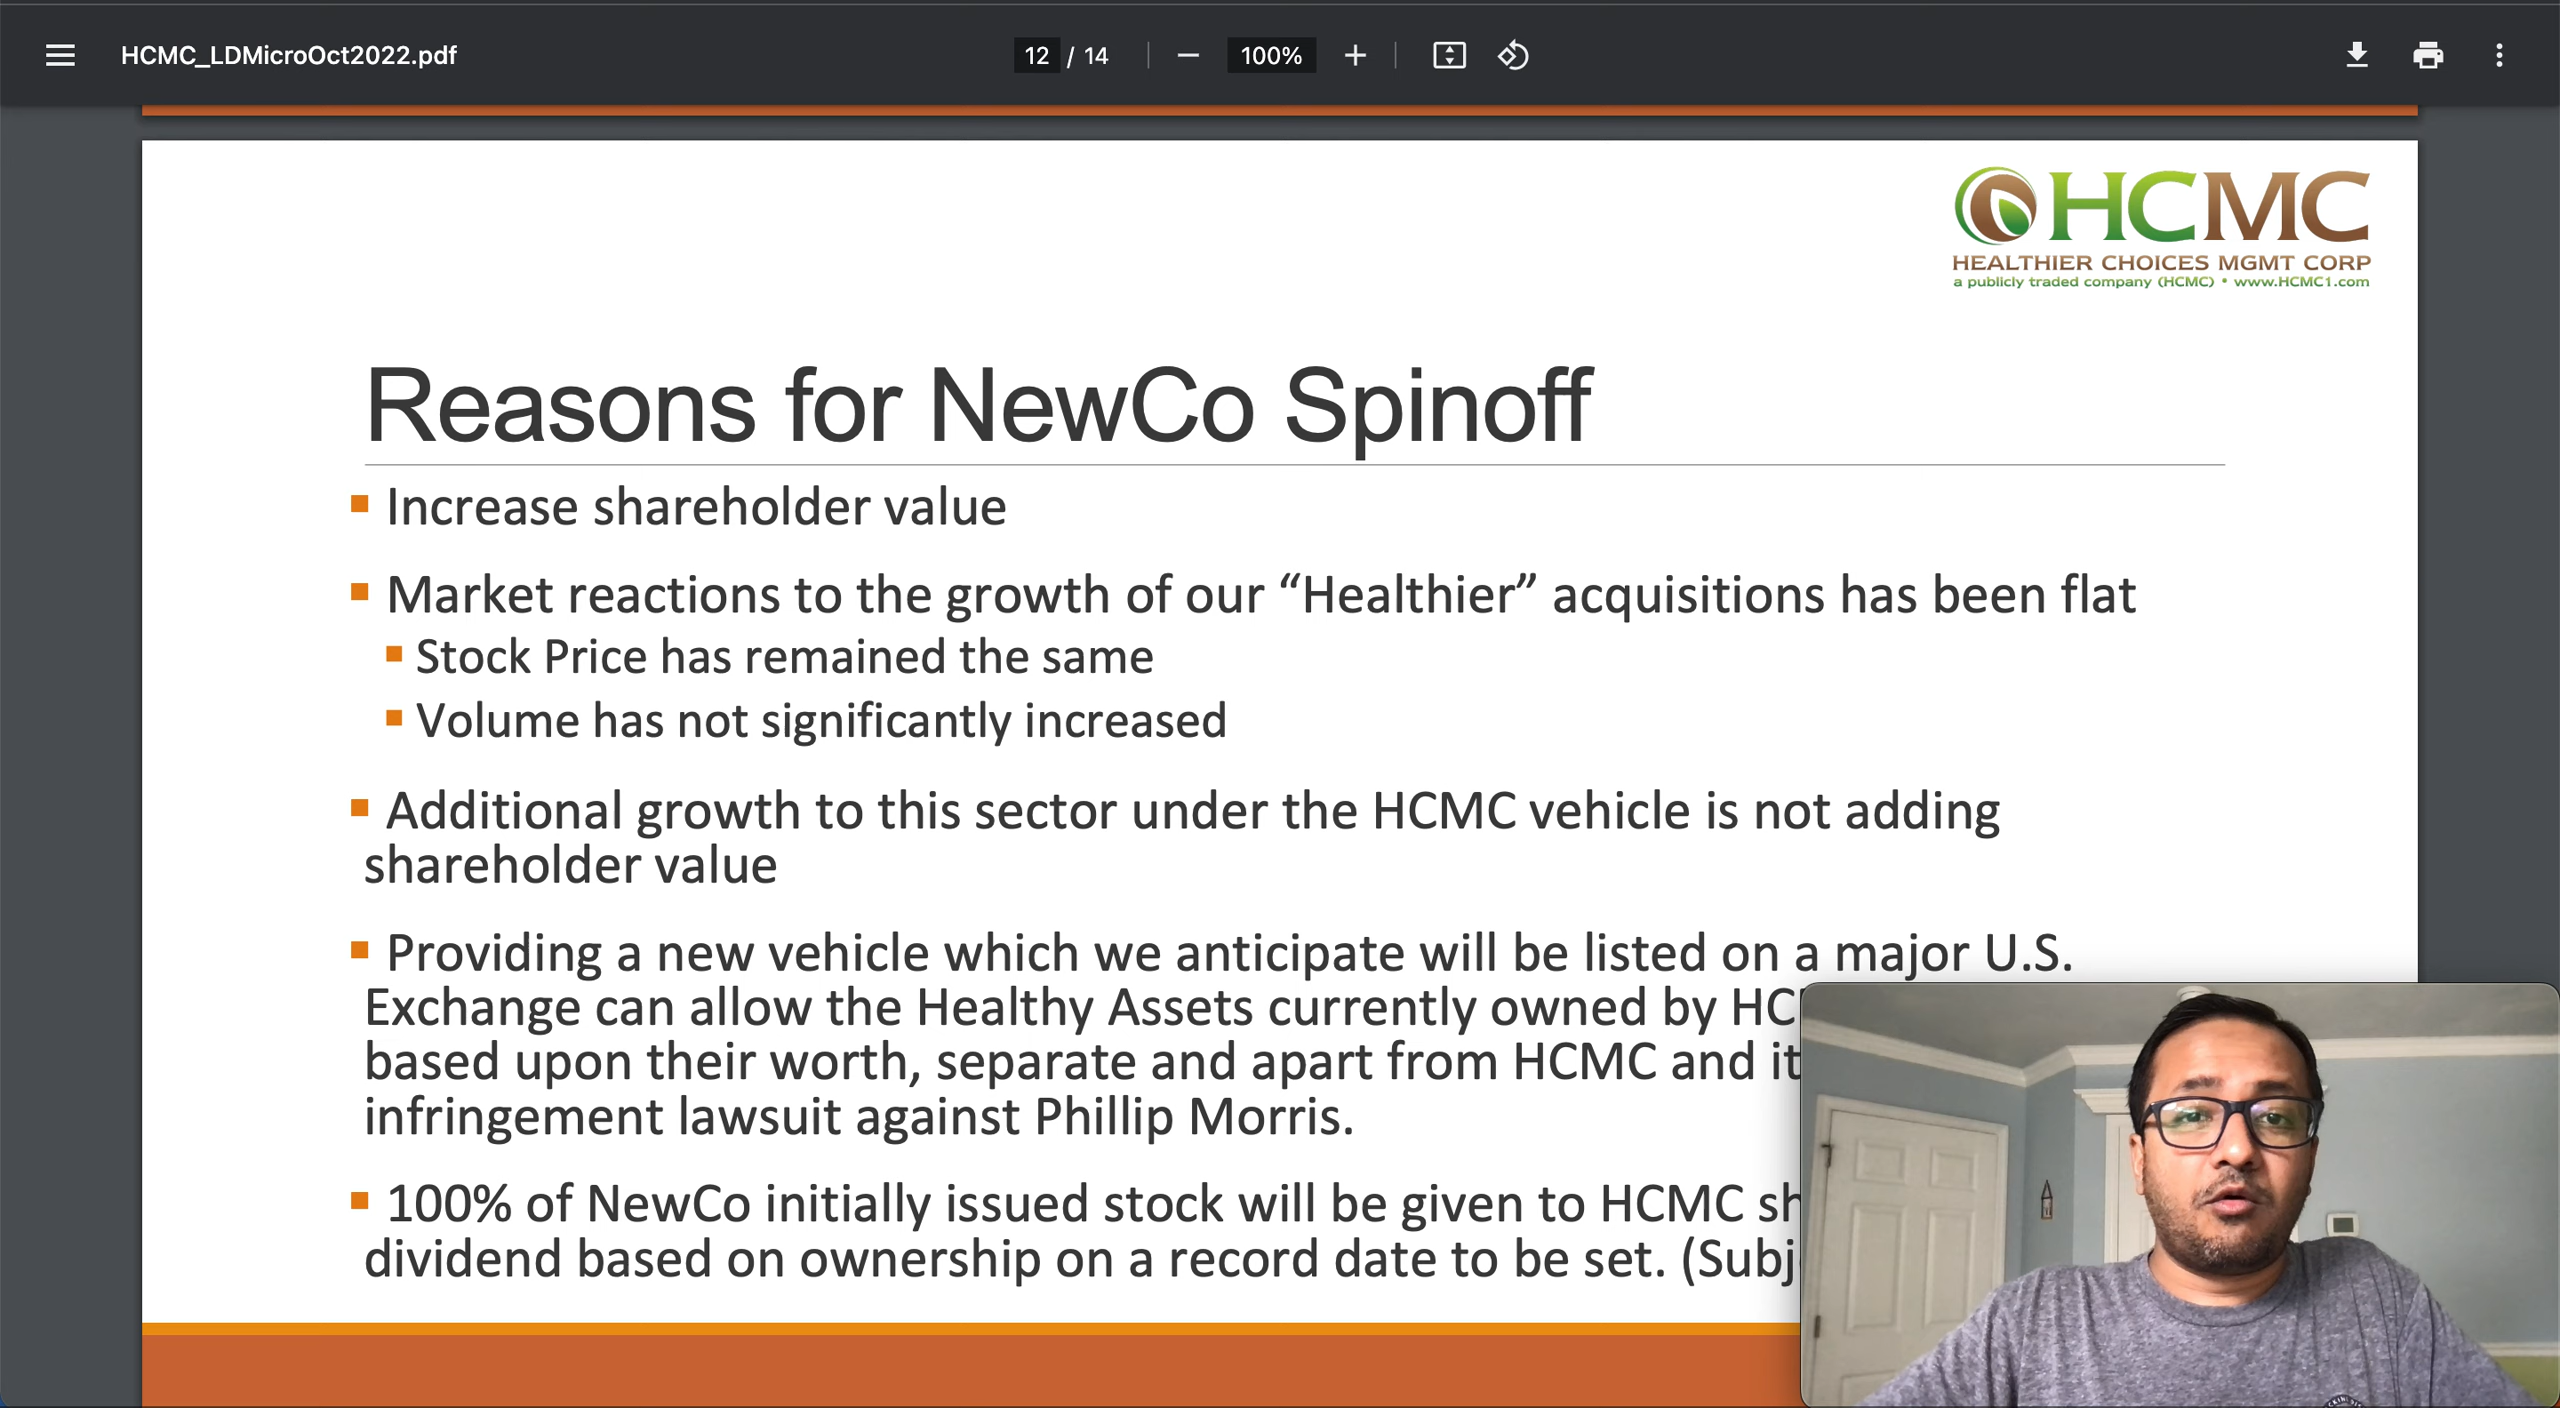 HCMC_LDMicroOct2022.pdf
12 / 14
100%
HCMC
HEALTHIER CHOICES MGMT CORP
a publicly traded company (HCMC) • www.HCMC1.com
Reasons for NewCo Spinoff
Increase shareholder value
Market reactions to the growth of our “Healthier” acquisitions has been flat
Stock Price has remained the same
Volume has not significantly increased
Additional growth to this sector under the HCMC vehicle is not adding
shareholder value
Providing a new vehicle which we anticipate will be listed on a major U.S.
Exchange can allow the Healthy Assets currently owned by
based upon their worth, separate and apart from HCMC and
infringement lawsuit against Phillip Morris.
100% of NewCo initially issued stock will be given to HCMC
dividend based on ownership on a record date to be set.